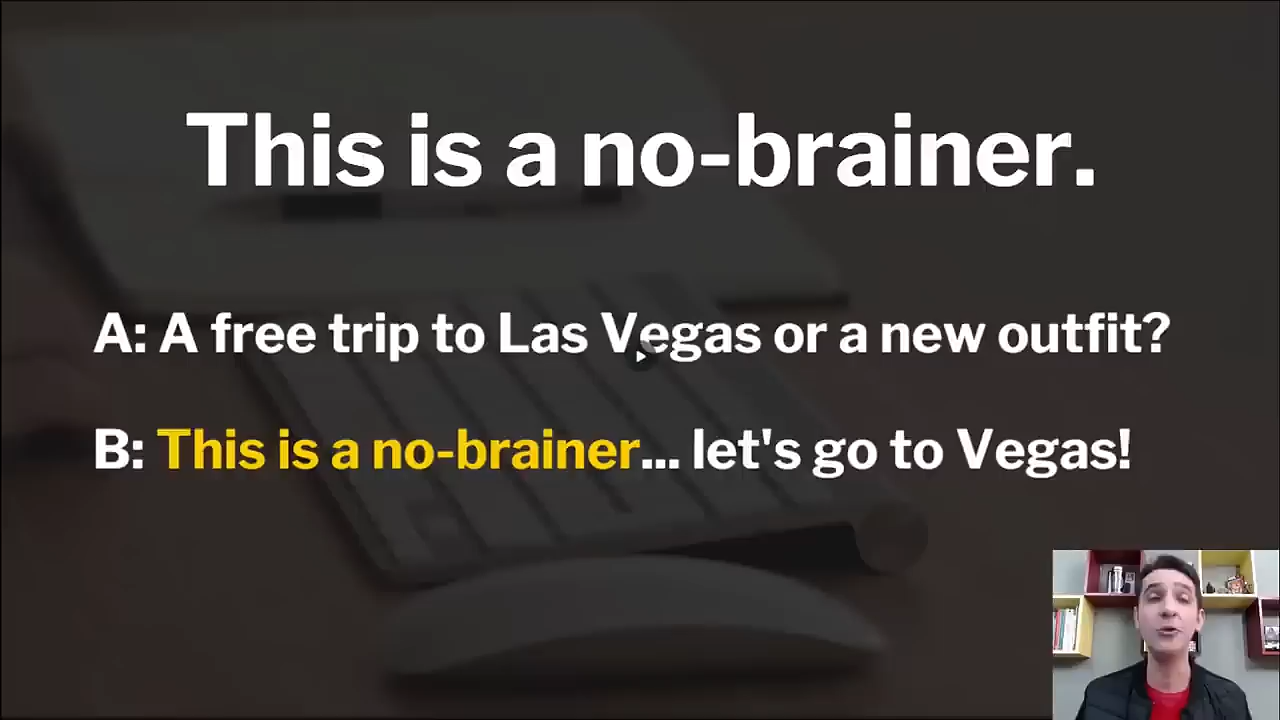 This is a no-brainer.
A: A free trip to Las Vegas or a new outfit?
B: This is a no-brainer... let's go to Vegas!